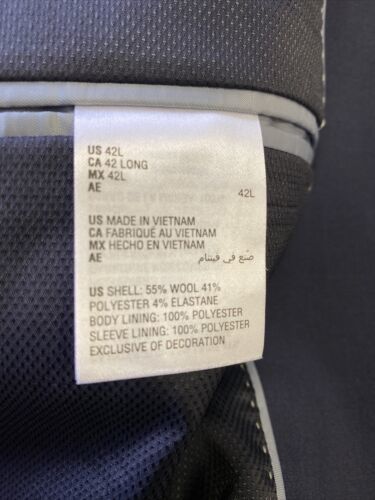 US 42L
CA 42 LONG
MX 42L
AE 42L
US MADE IN VIETNAM
CA FABRIQUÉ AU VIETNAM
MX HECHO EN VIETNAM
AE صنع في فيتنام
US SHELL: 55% WOOL 41%
POLYESTER 4% ELASTANE
BODY LINING: 100% POLYESTER
SLEEVE LINING: 100% POLYESTER
EXCLUSIVE OF DECORATION